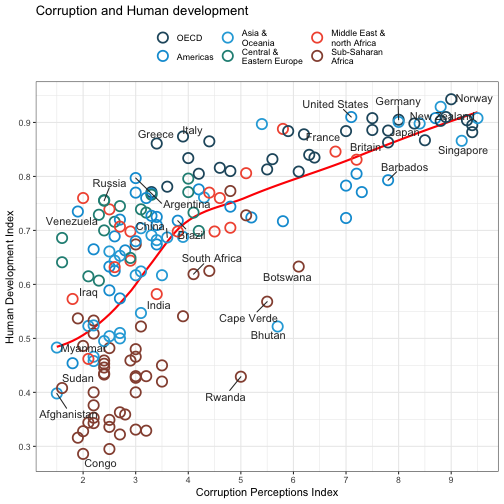 Corruption and Human development
OECD
Americas
Asia &
Oceania
Central &
Eastern Europe
Middle East &
north Africa
Sub-Saharan
Africa
Human Development Index
0.9
0.8
0.7
0.6
0.5
0.4
0.3
United States
Germany
Norway
New Zealand
Greece
Italy
France
Japan
Britain
Singapore
Barbados
Russia
Argentina
Venezuela
China
Brazil
South Africa
Botswana
Iraq
India
Cape Verde
Bhutan
Myanmar
Sudan
Rwanda
Afghanistan
Congo
2
3
4
5
6
7
8
9
Corruption Perceptions Index